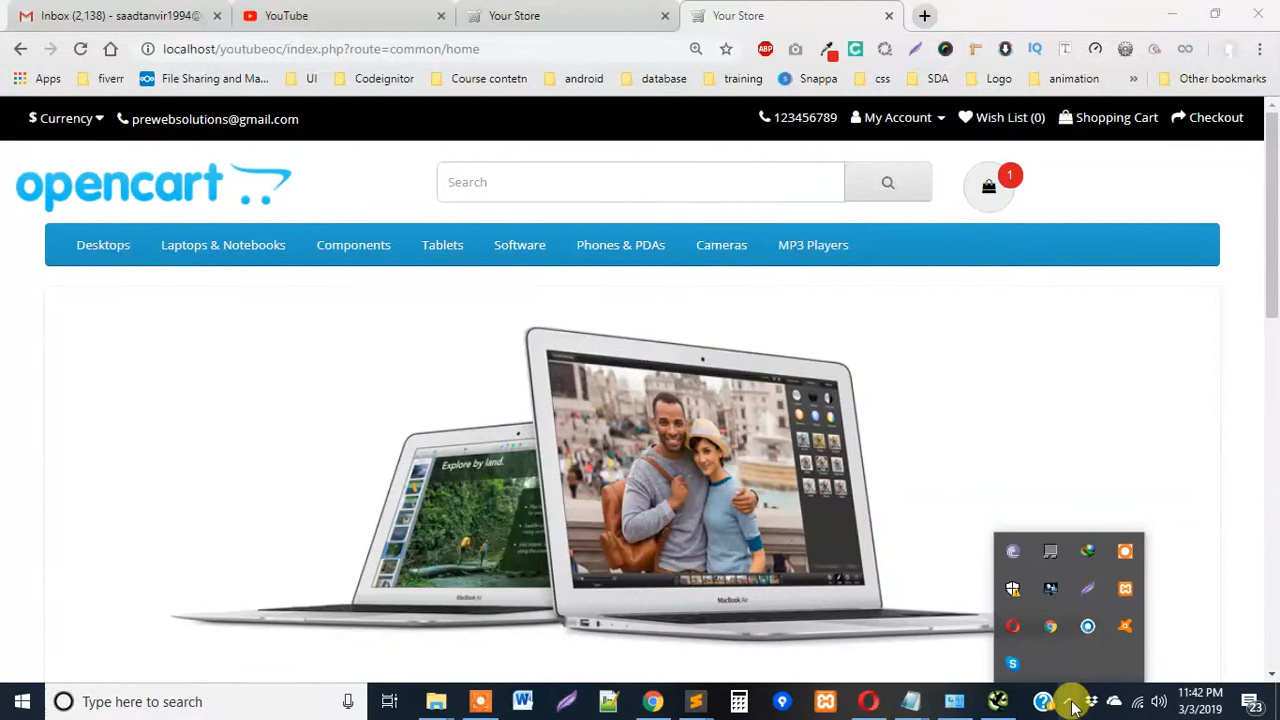 Inbox (2,138) - saadtanvir1994@
YouTube
Your Store
Your Store
localhost/youtubeoc/index.php?route=common/home
ABP
IQ
Apps
fiverr
File Sharing and Ma...
UI
Codeignitor
Course contetn
android
database
training
Snappa
css
SDA
Logo
animation
»
Other bookmarks
$ Currency
prewebsolutions@gmail.com
123456789
My Account
Wish List (0)
Shopping Cart
Checkout
opencart
Search
1
Desktops
Laptops & Notebooks
Components
Tablets
Software
Phones & PDAs
Cameras
MP3 Players
Explore by land.
MacBook Air
MacBook Air
Type here to search
11:42 PM
3/3/2019
23